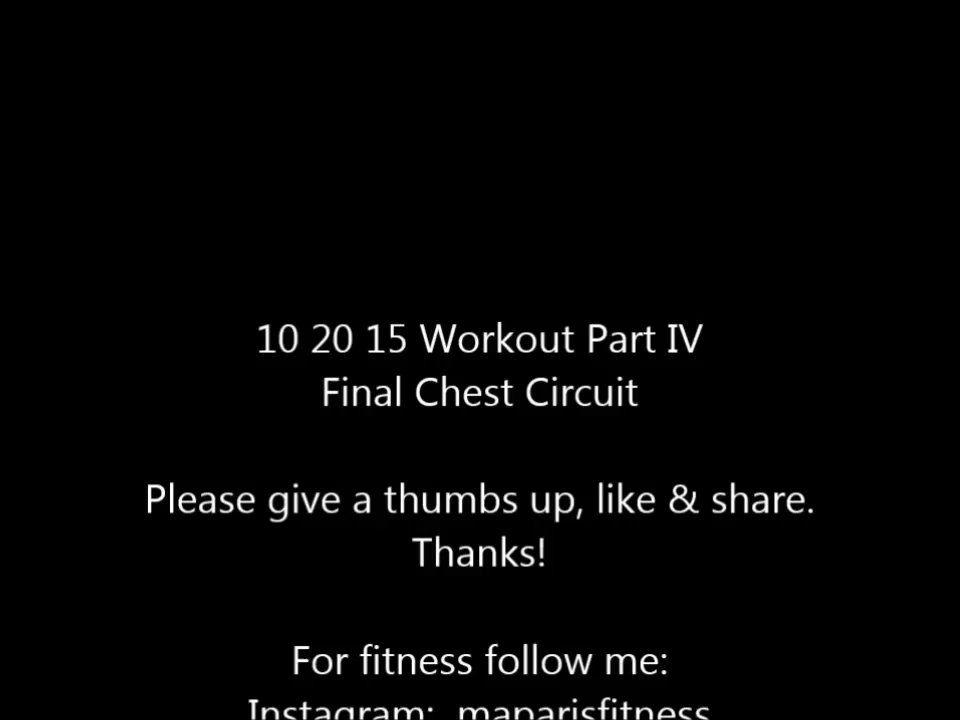 10 20 15 Workout Part IV
Final Chest Circuit
Please give a thumbs up, like & share.
Thanks!
For fitness follow me:
Instagram: maparisfitness